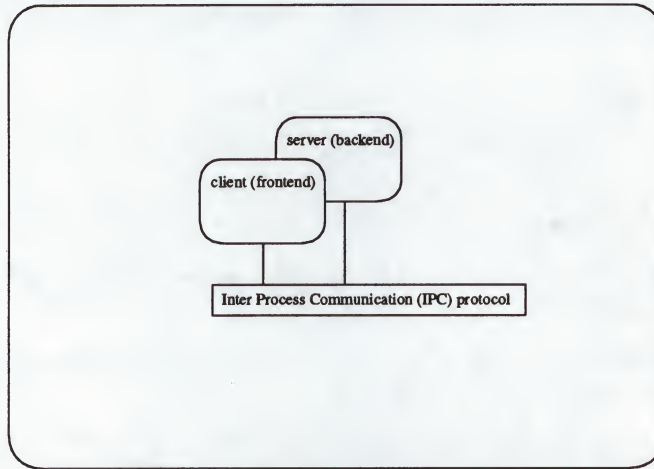 server (backend)
client (frontend)
Inter Process Communication (IPC) protocol